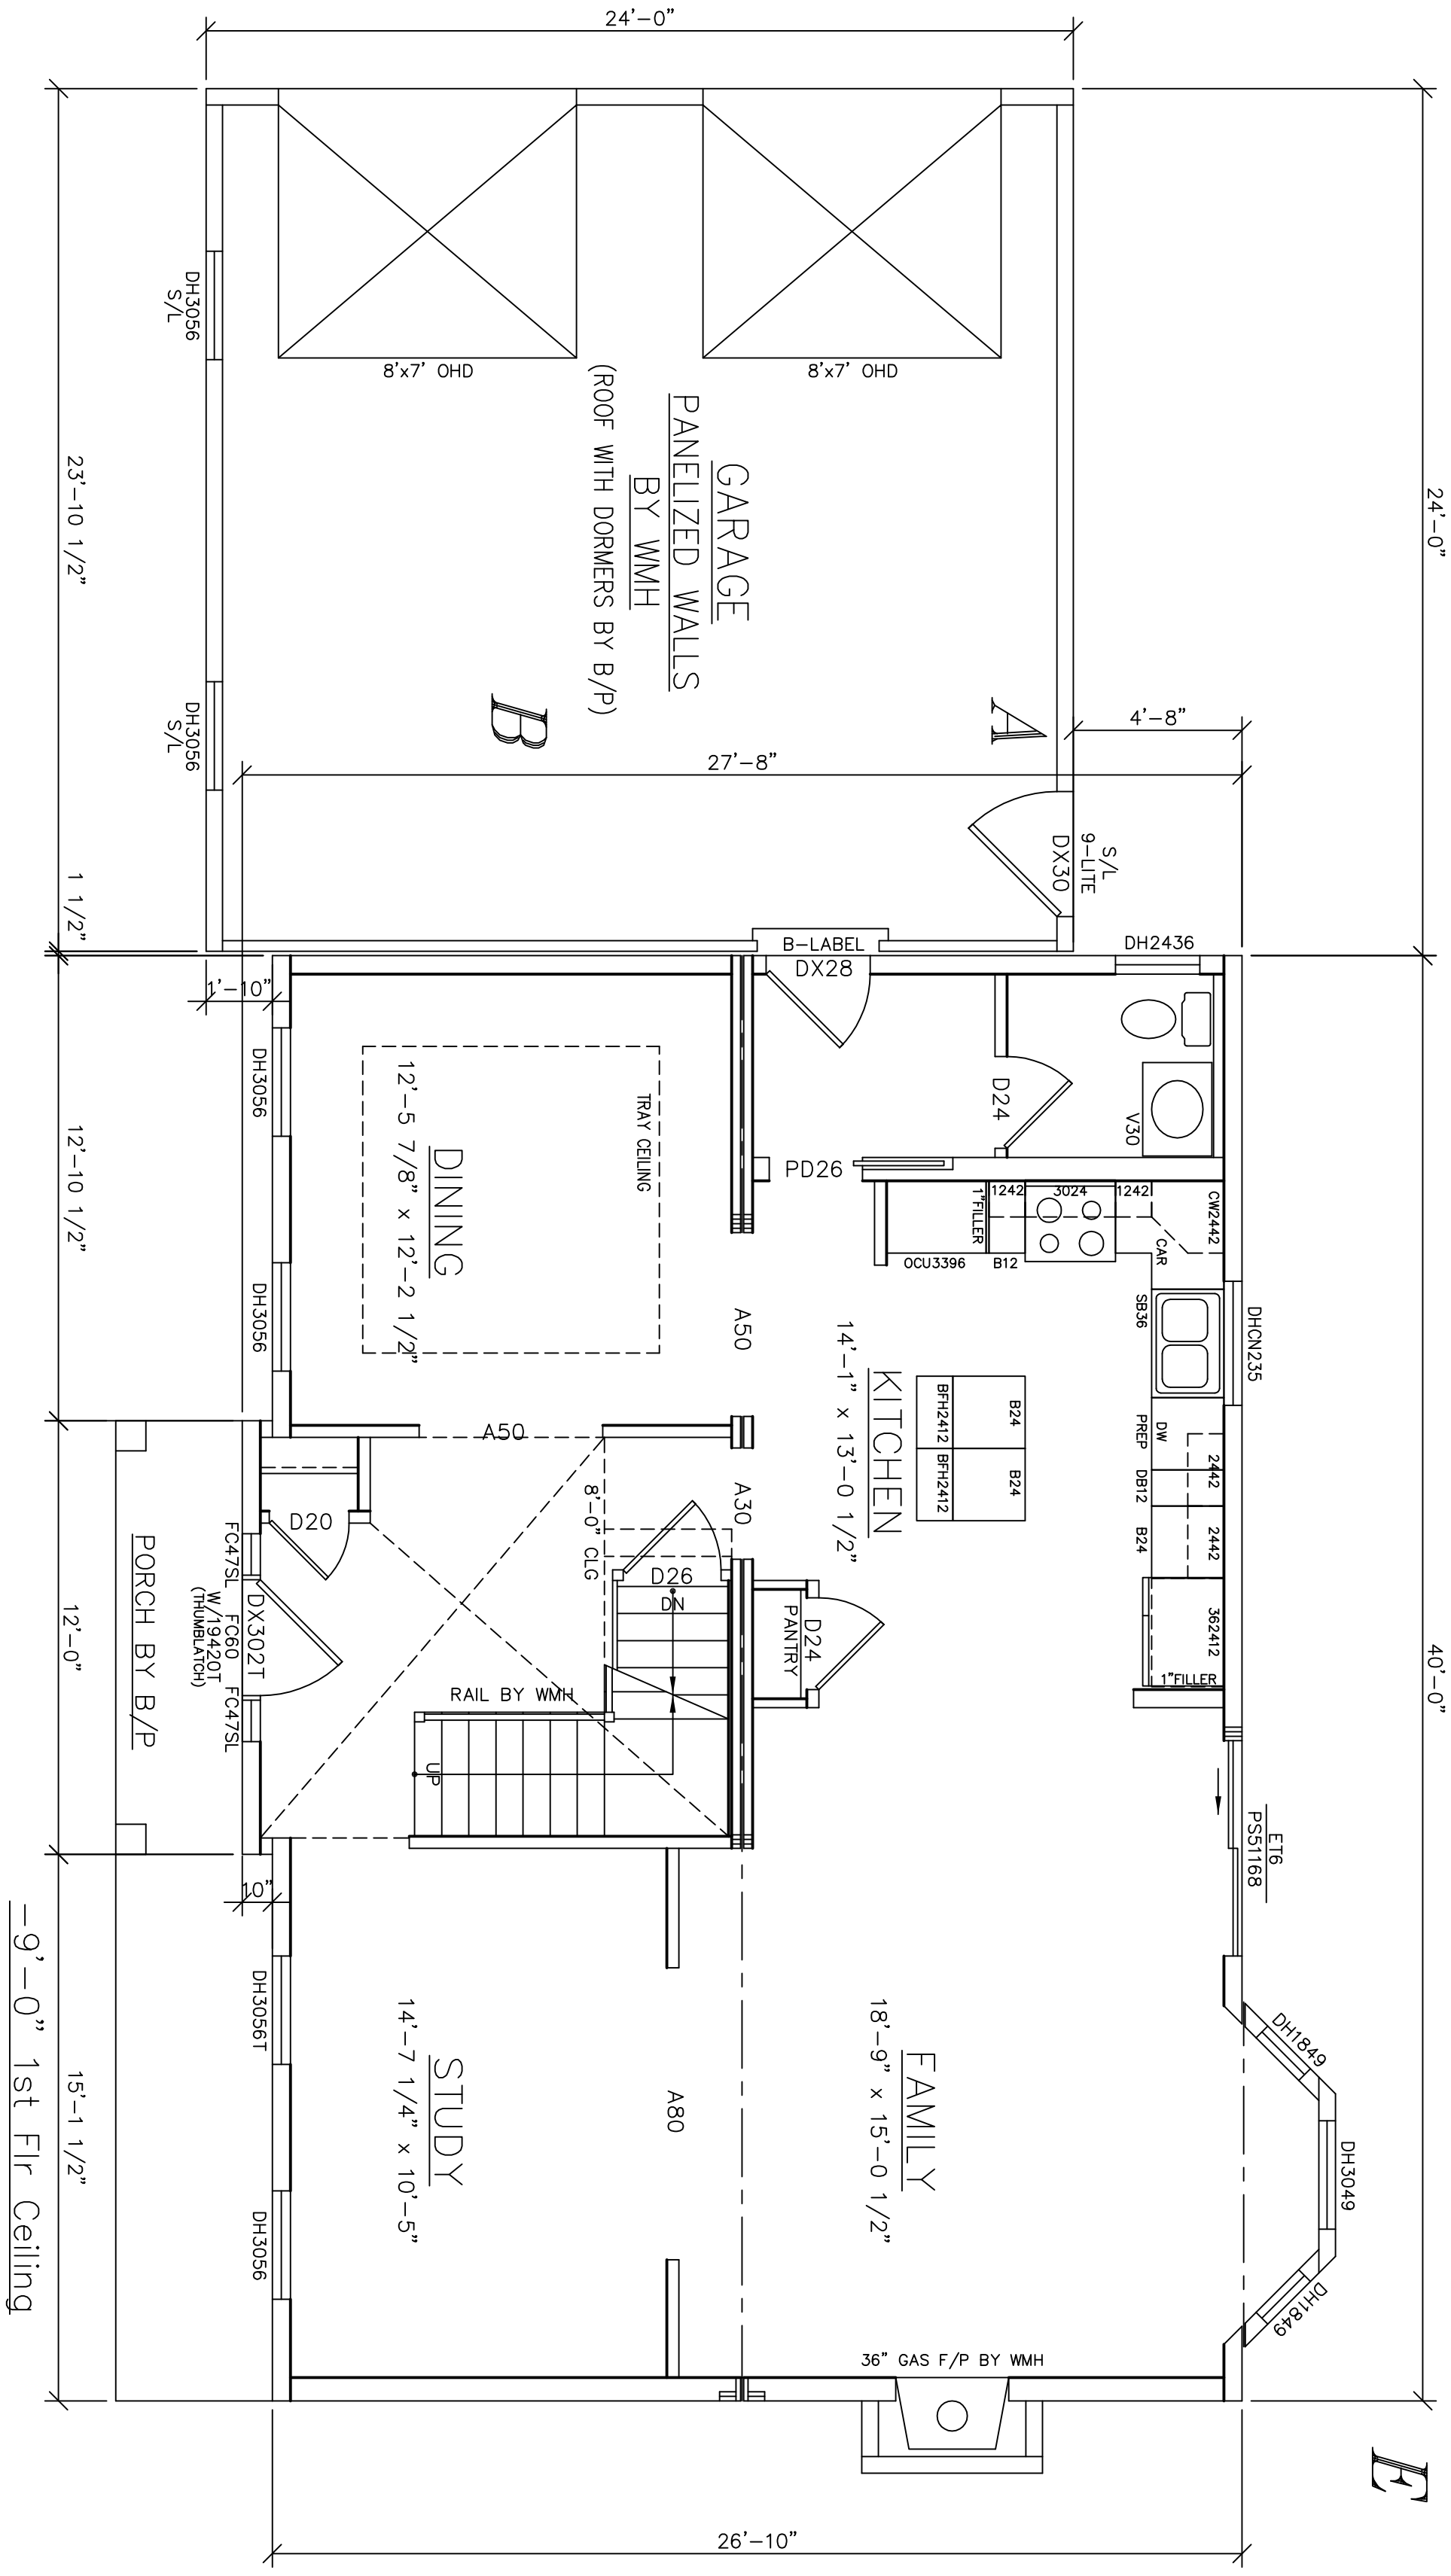 24'-0"
40'-0"
E
DH3049
DH1849
DH1849
ET6
PS51168
DHCN235
DH2436
4'-8"
S/L
9-LITE
DX30
A
B-LABEL
DX28
D24
V30
PD26
CW2442
CAR
1242
3024
1242
1"FILLER
B12
OCU3396
SB36
DW
PREP
2442
DB12
2442
B24
362412
1"FILLER
B24
B24
BFH2412
BFH2412
KITCHEN
14'-1" x 13'-0 1/2"
D24
PANTRY
FAMILY
18'-9" x 15'-0 1/2"
36" GAS F/P BY WMH
26'-10"
24'-0"
8'x7' OHD
8'x7' OHD
GARAGE
PANELIZED WALLS
BY WMH
(ROOF WITH DORMERS BY B/P)
B
27'-8"
TRAY CEILING
DINING
12'-5 7/8" x 12'-2 1/2"
A50
A50
A30
8'-0" CLG
D26
DN
RAIL BY WMH
UP
D20
A80
STUDY
14'-7 1/4" x 10'-5"
DH3056
S/L
DH3056
S/L
1'-10"
DH3056
DH3056
FC47SL
DX302T
FC60
W/19420T
(THUMBLATCH)
FC47SL
10"
DH3056T
DH3056
PORCH BY B/P
23'-10 1/2"
1 1/2"
12'-10 1/2"
12'-0"
15'-1 1/2"
-9'-0" 1st Flr Ceiling